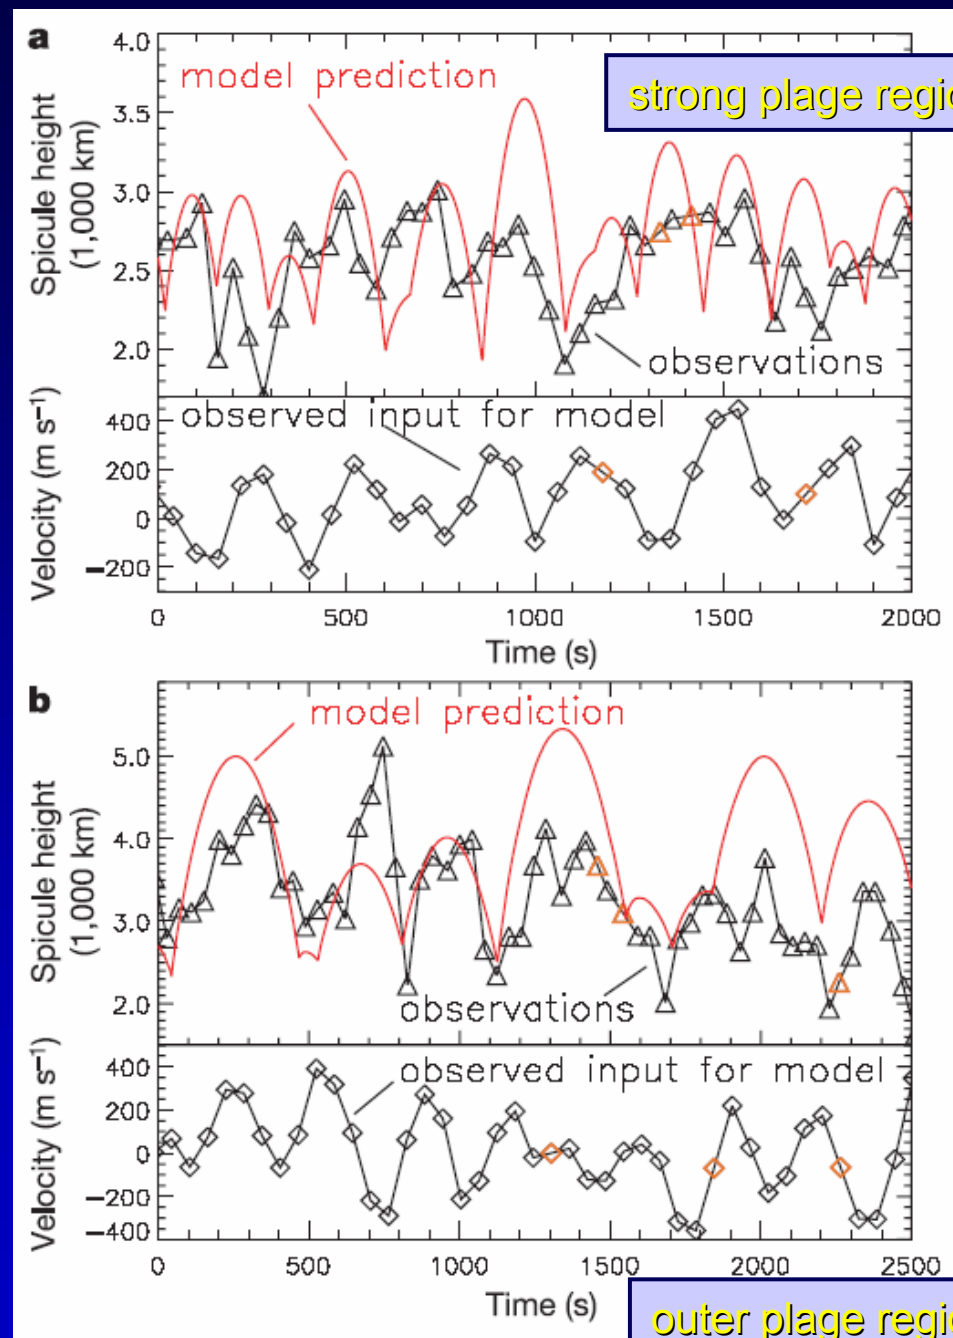 a
4.0
model prediction
strong plage regio
3.5
3.0
2.5
2.0
Spicule height
(1,000 km)
observations
observed input for model
400
200
0
−200
Velocity (m s⁻¹)
0 500 1000 1500 2000
Time (s)
b
model prediction
5.0
4.0
3.0
2.0
Spicule height
(1,000 km)
observations
observed input for model
400
200
0
−200
−400
Velocity (m s⁻¹)
0 500 1000 1500 2000 2500
Time (s)
outer plage regio